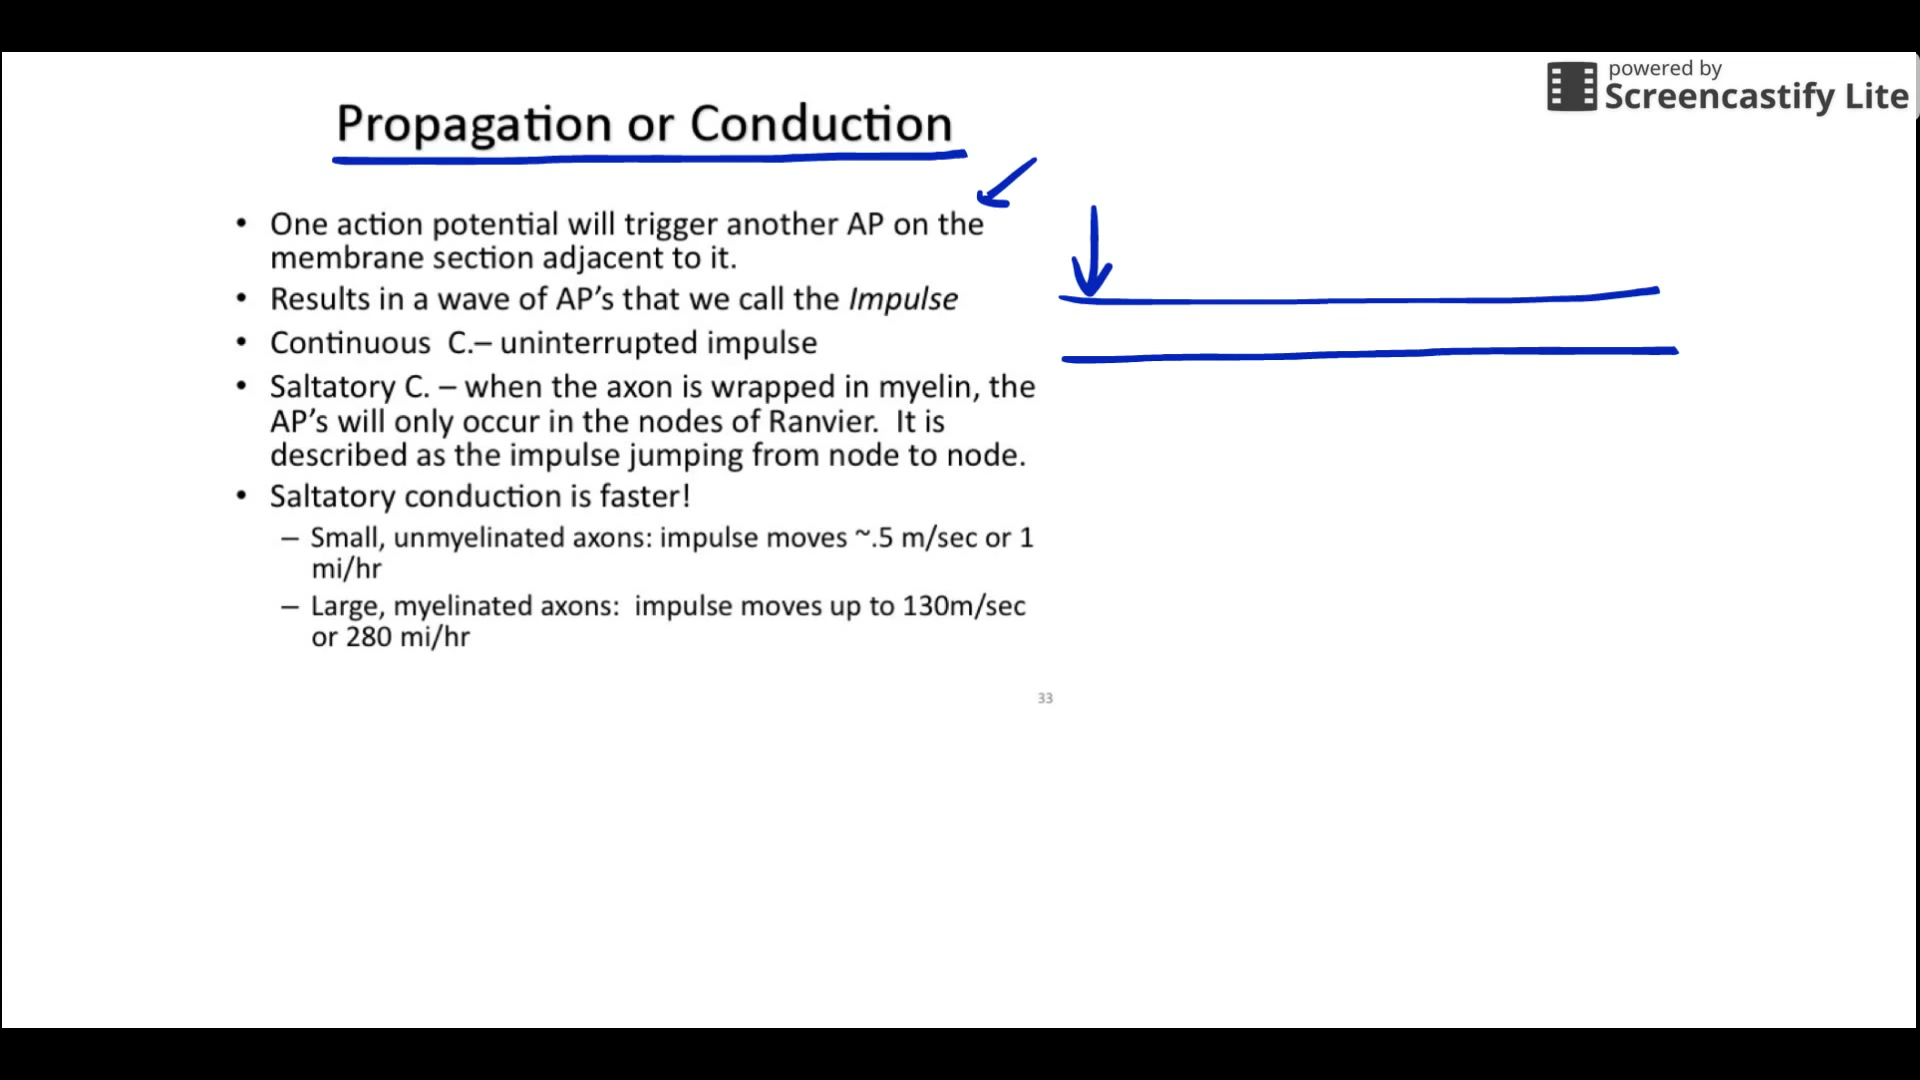 powered by
Screencastify Lite
Propagation or Conduction
• One action potential will trigger another AP on the
membrane section adjacent to it.
• Results in a wave of AP’s that we call the Impulse
• Continuous  C.– uninterrupted impulse
• Saltatory C. – when the axon is wrapped in myelin, the
AP’s will only occur in the nodes of Ranvier.  It is
described as the impulse jumping from node to node.
• Saltatory conduction is faster!
– Small, unmyelinated axons: impulse moves ~.5 m/sec or 1
mi/hr
– Large, myelinated axons:  impulse moves up to 130m/sec
or 280 mi/hr
33